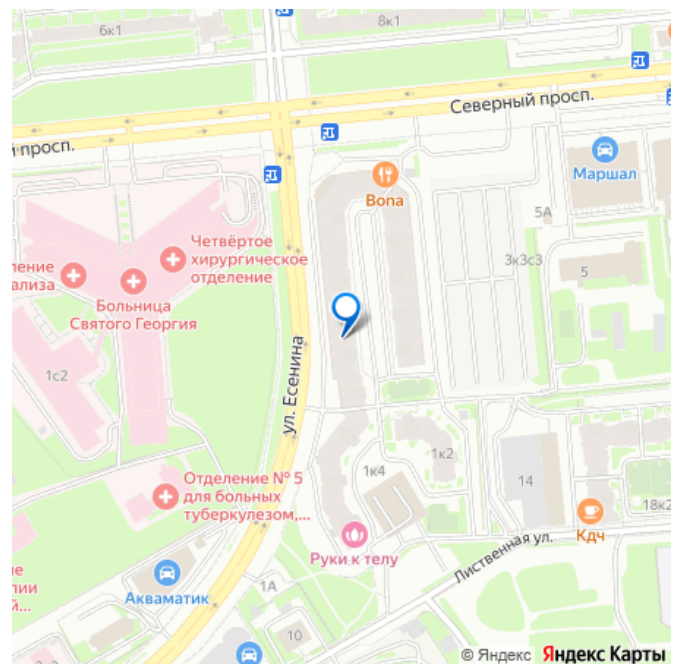 6к1
8к1
Северный просп.
й просп.
Вопа
Маршал
5А
3к3с3
5
Четвёртое
хирургическое
отделение
ление
ализа
Больница
Святого Георгия
1с2
ул. Есенина
Отделение № 5
для больных
туберкулезом,...
1к4
1к2
14
18к2
Кдч
Руки к телу
Лиственная ул.
е
пии
й...
Акваматик
1А
10
© Яндекс Яндекс Карты